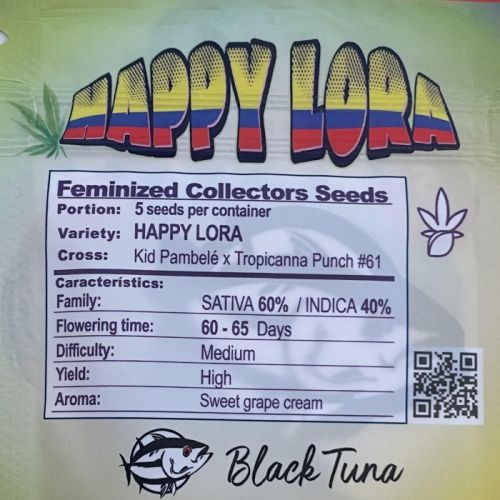 HAPPY LORA
Feminized Collectors Seeds
Portion: 5 seeds per container
Variety: HAPPY LORA
Cross: Kid Pambelé x Tropicanna Punch #61
Característics:
Family: SATIVA 60% / INDICA 40%
Flowering time: 60 - 65 Days
Difficulty: Medium
Yield: High
Aroma: Sweet grape cream
Black Tuna